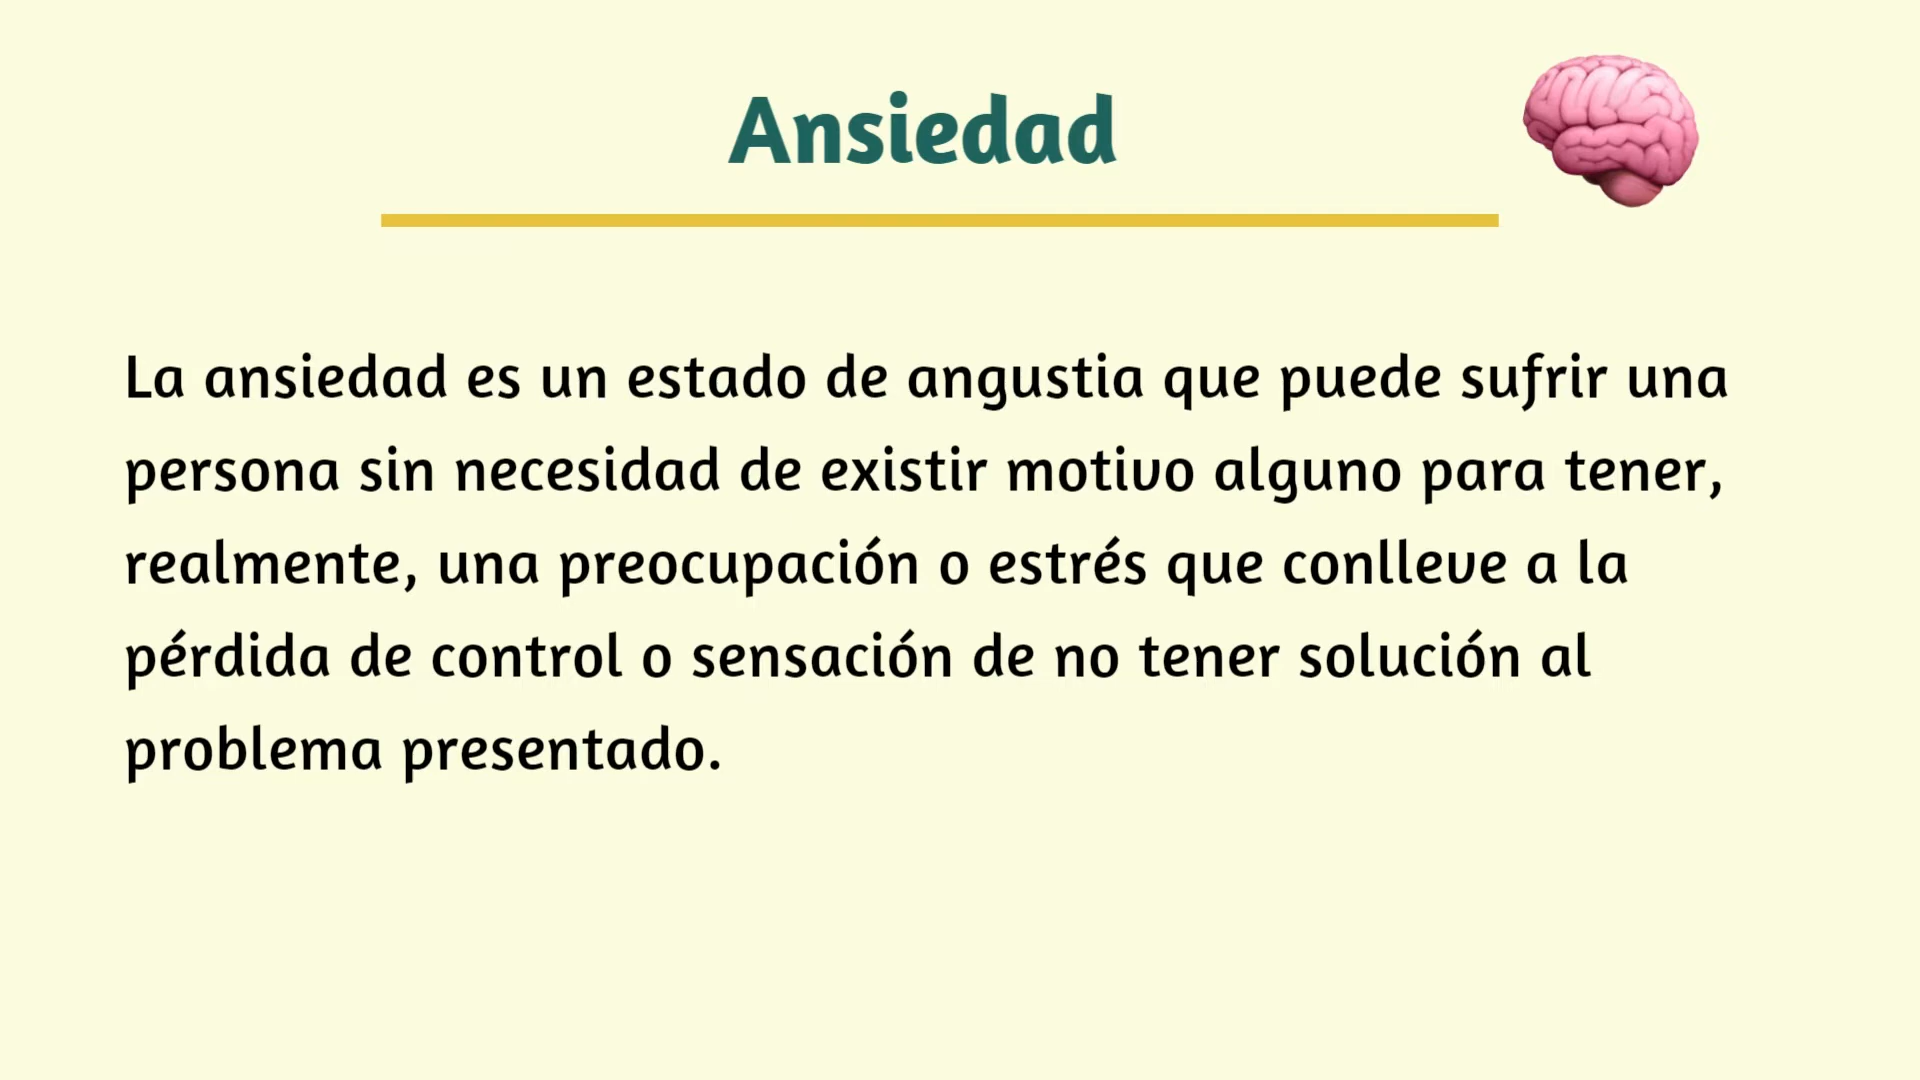 Ansiedad
La ansiedad es un estado de angustia que puede sufrir una
persona sin necesidad de existir motivo alguno para tener,
realmente, una preocupación o estrés que conlleve a la
pérdida de control o sensación de no tener solución al
problema presentado.